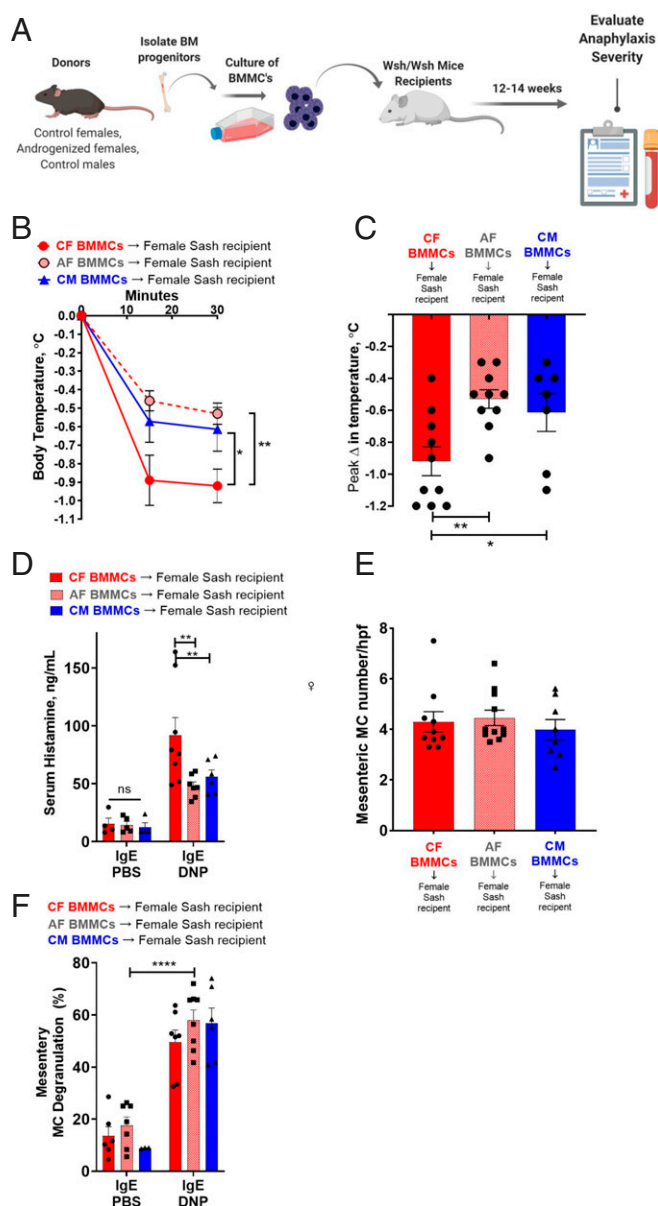 A
Donors
Control females,
Androgenized females,
Control males
Isolate BM
progenitors
Culture of
BMMC's
Wsh/Wsh Mice
Recipients
12-14 weeks
Evaluate
Anaphylaxis
Severity
B
CF BMMCs → Female Sash recipient
AF BMMCs → Female Sash recipient
CM BMMCs → Female Sash recipient
Minutes
0 10 20 30 40
0.0
-0.1
-0.2
-0.3
-0.4
-0.5
-0.6
-0.7
-0.8
-0.9
-1.0
-1.1
Body Temperature, °C
*
**
C
CF
BMMCs
↓
Female
Sash
recipent
AF
BMMCs
↓
Female
Sash
recipient
CM
BMMCs
↓
Female
Sash
recipient
-0.2
-0.4
-0.6
-0.8
-1.0
-1.2
Peak Δ in temperature, °C
**
*
D
CF BMMCs → Female Sash recipient
AF BMMCs → Female Sash recipient
CM BMMCs → Female Sash recipient
150
100
50
0
Serum Histamine, ng/mL
ns
**
**
♀
IgE
PBS
IgE
DNP
E
8
6
4
2
0
Mesenteric MC number/hpf
CF
BMMCs
↓
Female
Sash
recipent
AF
BMMCs
↓
Female
Sash
recipent
CM
BMMCs
↓
Female
Sash
recipent
F
CF BMMCs → Female Sash recipient
AF BMMCs → Female Sash recipient
CM BMMCs → Female Sash recipient
80
60
40
20
0
Mesentery
MC Degranulation (%)
****
IgE
PBS
IgE
DNP